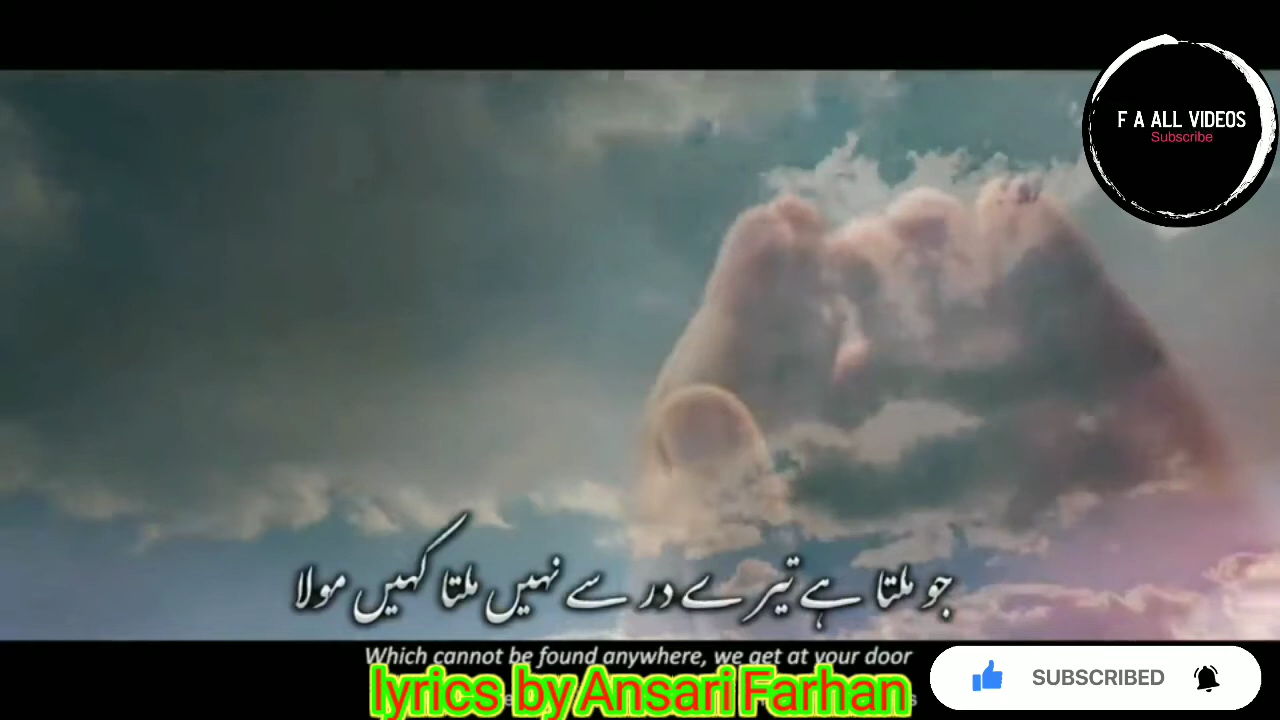 F A ALL VIDEOS
Subscribe
جو ملتا ہے تیرے در سے نہیں ملتا کہیں مولا
Which cannot be found anywhere, we get at your door
lyrics by Ansari Farhan
SUBSCRIBED